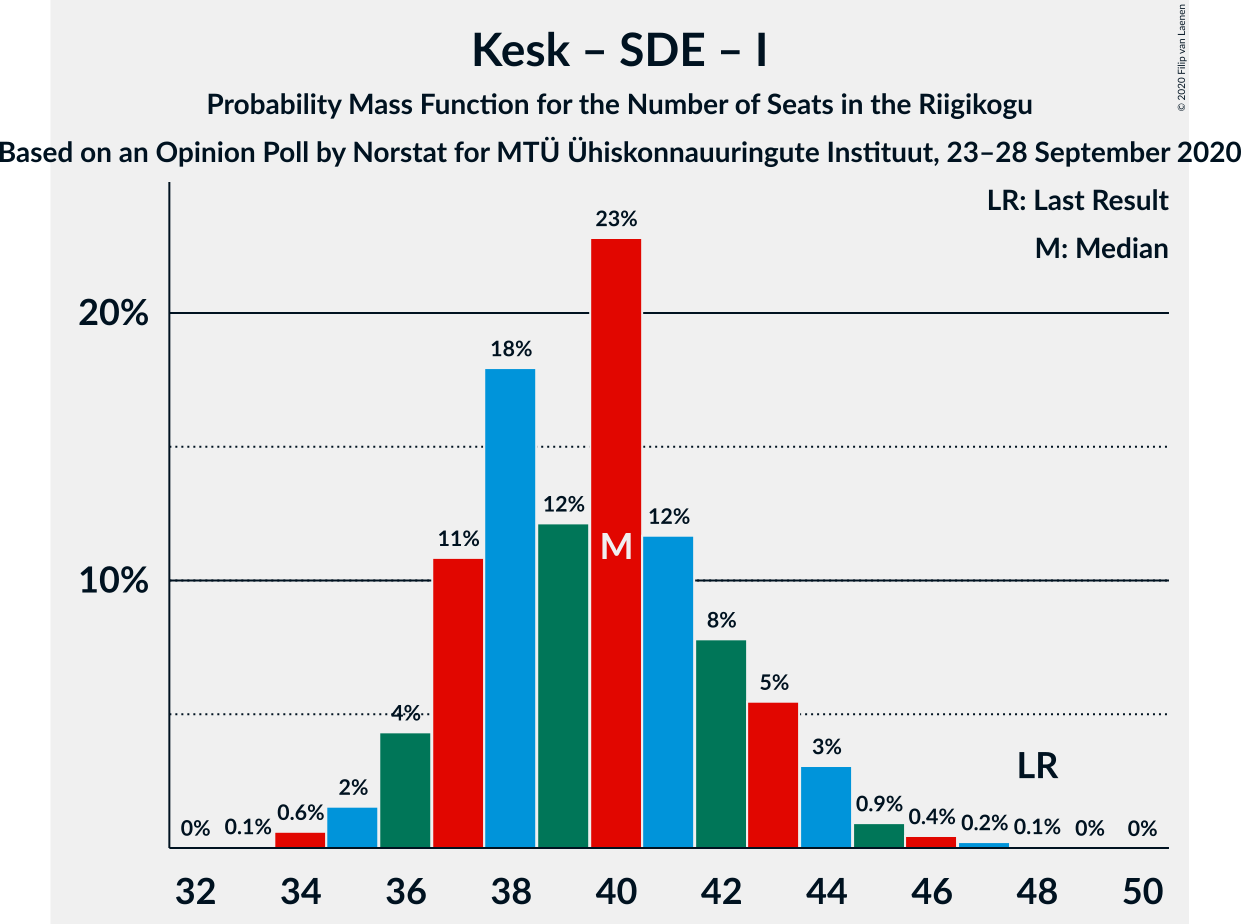 Kesk – SDE – I
Probability Mass Function for the Number of Seats in the Riigikogu
Based on an Opinion Poll by Norstat for MTÜ Ühiskonnauuringute Instituut, 23–28 September 2020
© 2020 Filip van Laenen
LR: Last Result
M: Median
20%
10%
0%
0.1%
0.6%
2%
4%
11%
18%
12%
23%
12%
8%
5%
3%
0.9%
0.4%
0.2%
0.1%
0%
0%
M
LR
32 34 36 38 40 42 44 46 48 50